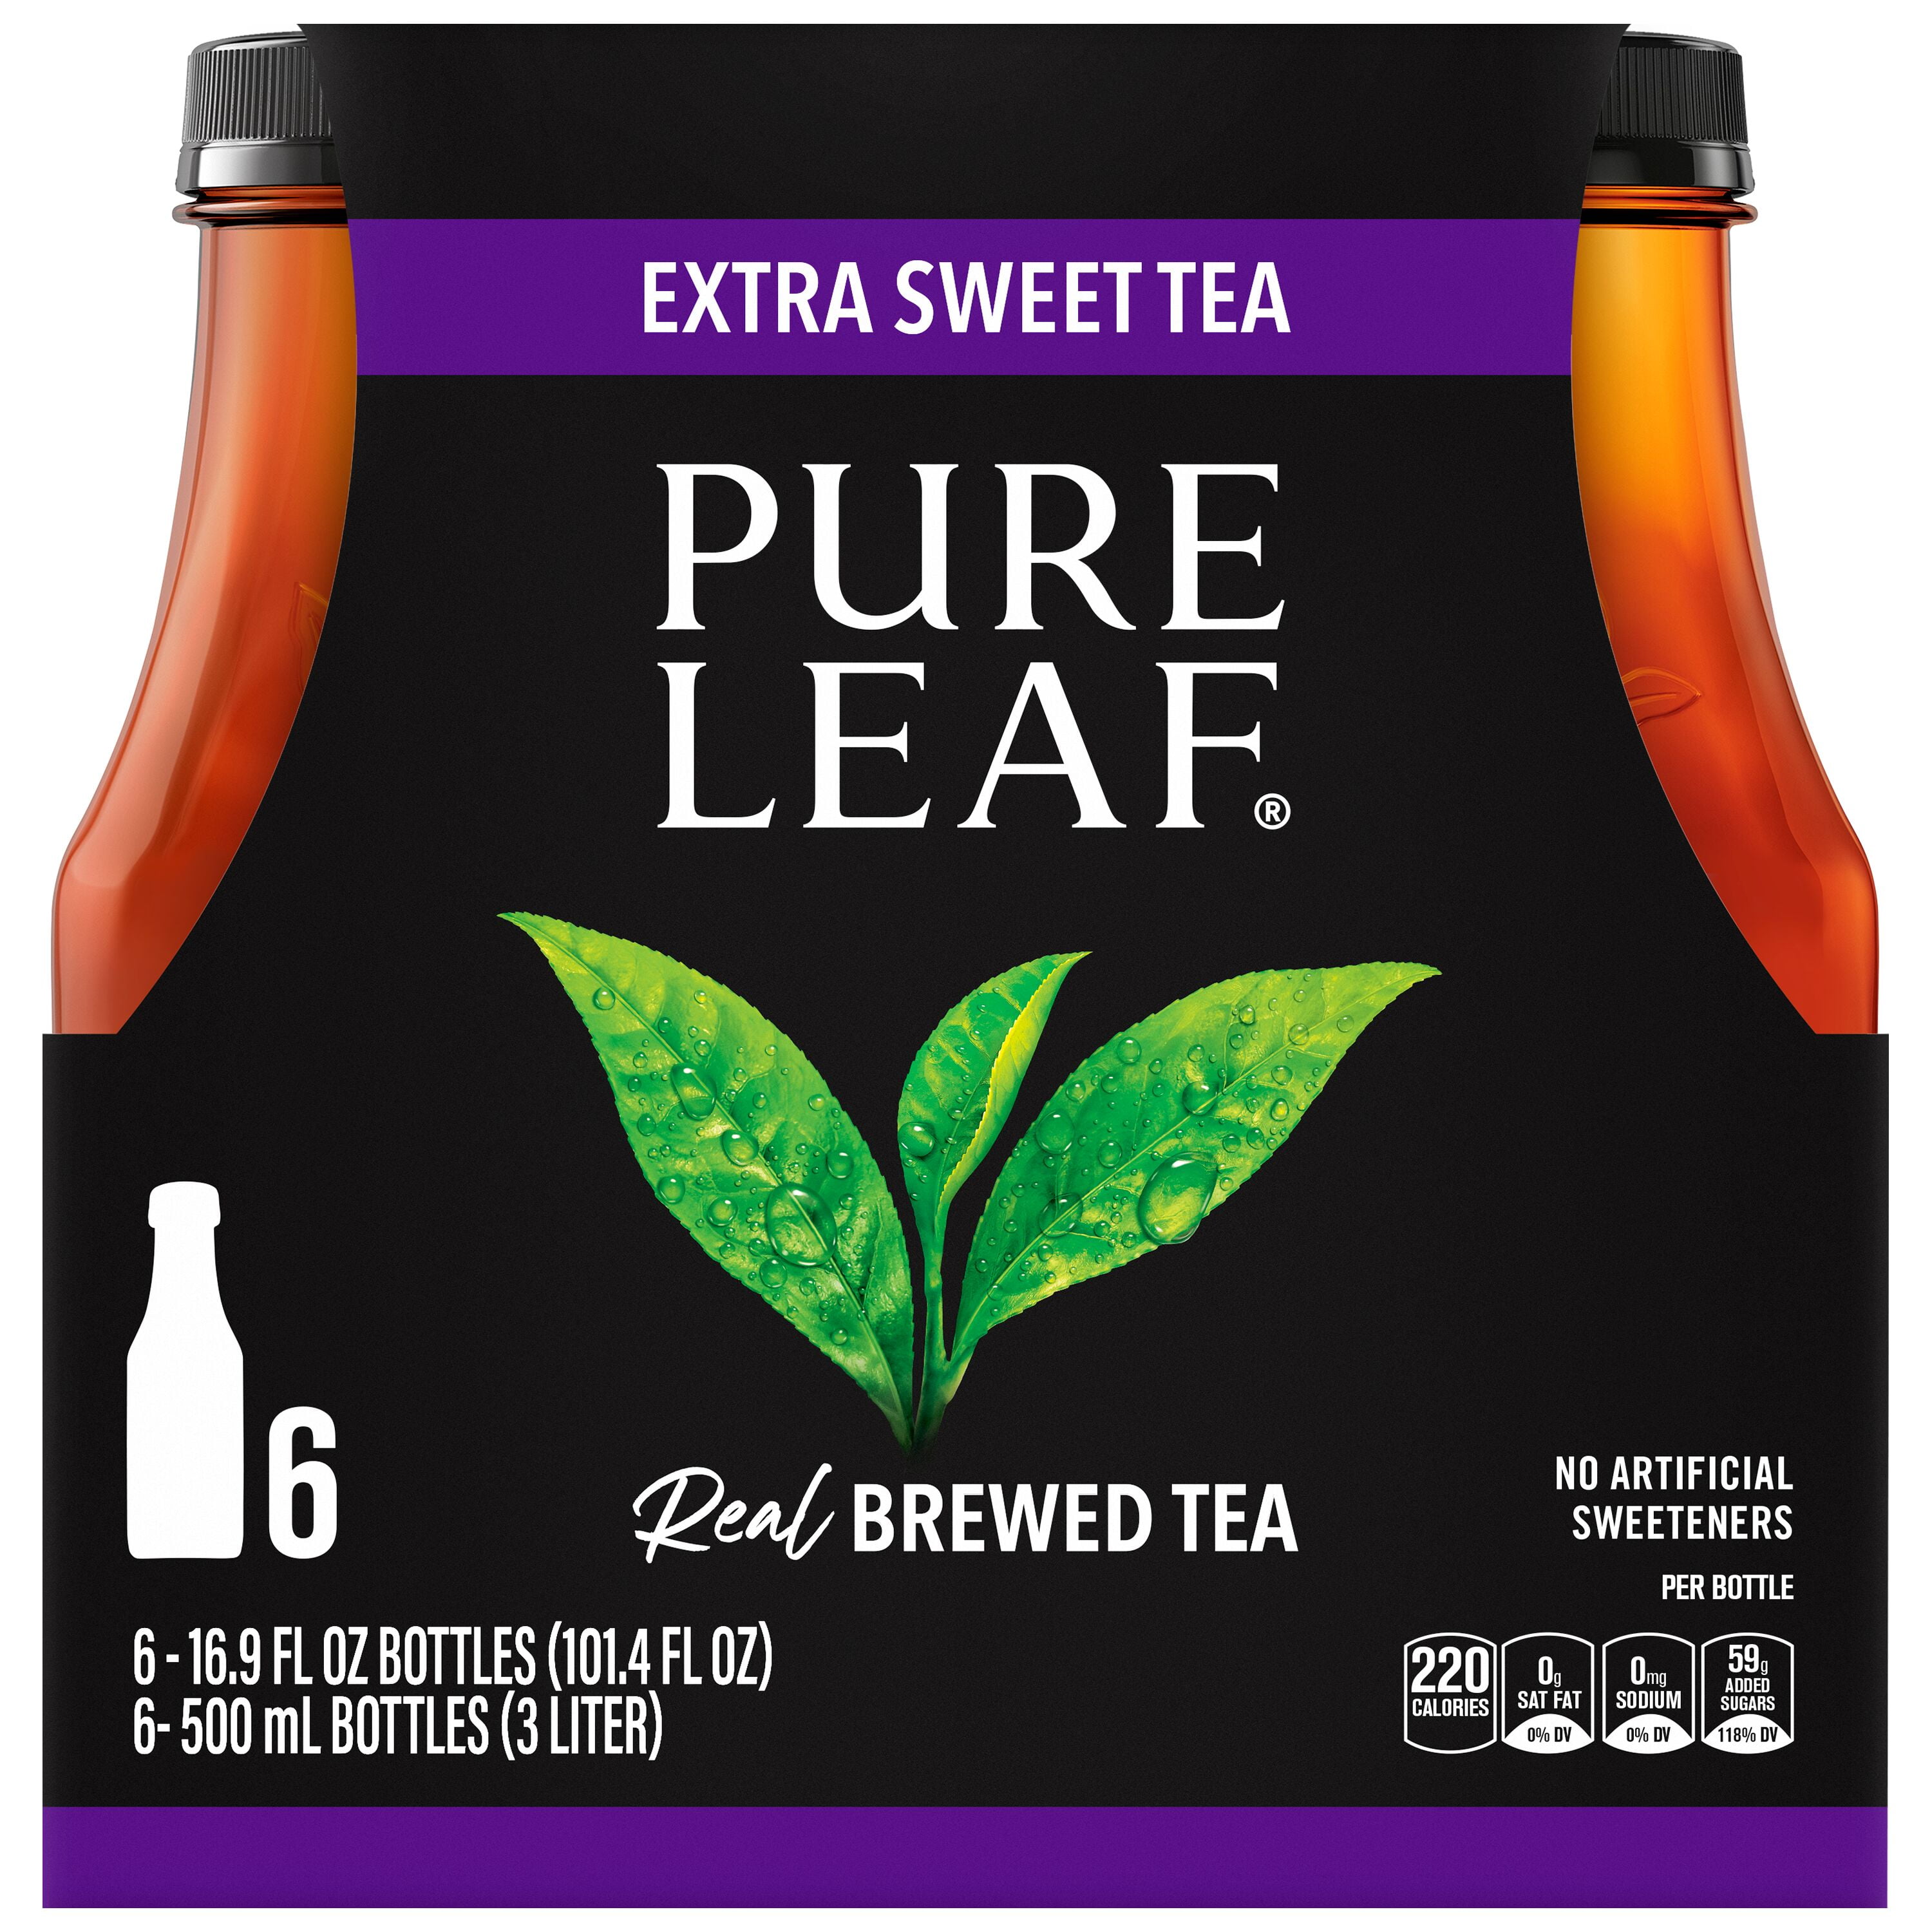 EXTRA SWEET TEA
PURE
LEAF®
6
Real BREWED TEA
NO ARTIFICIAL
SWEETENERS
PER BOTTLE
6 - 16.9 FL OZ BOTTLES (101.4 FL OZ)
6- 500 mL BOTTLES (3 LITER)
220
CALORIES
0g
SAT FAT
0% DV
0mg
SODIUM
0% DV
59g
ADDED
SUGARS
118% DV